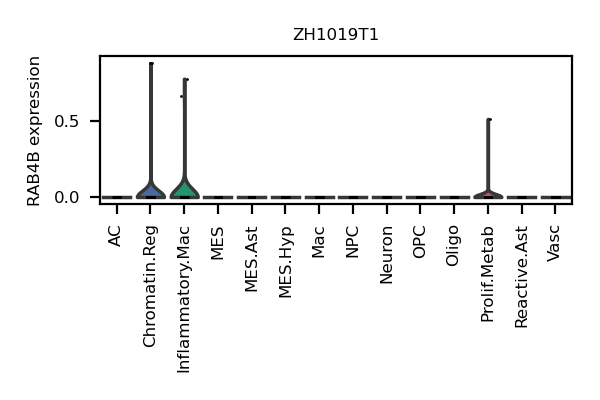 ZH1019T1
RAB4B expression
0.5
0.0
AC
Chromatin.Reg
Inflammatory.Mac
MES
MES.Ast
MES.Hyp
Mac
NPC
Neuron
OPC
Oligo
Prolif.Metab
Reactive.Ast
Vasc